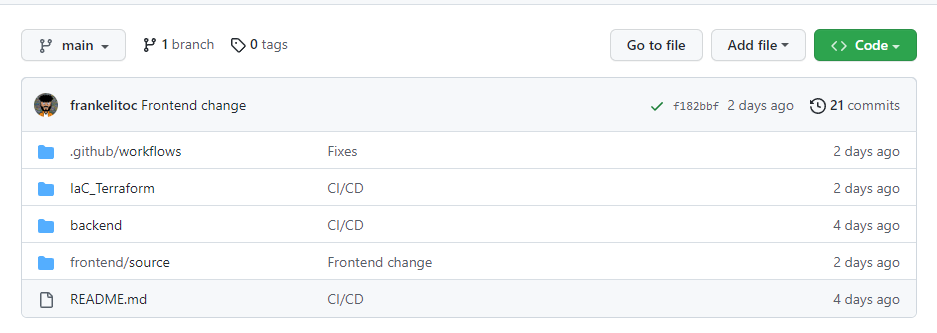 main 1 branch 0 tags Go to file Add file Code
frankelitoc Frontend change f182bbf 2 days ago 21 commits
.github/workflows Fixes 2 days ago
IaC_Terraform CI/CD 2 days ago
backend CI/CD 4 days ago
frontend/source Frontend change 2 days ago
README.md CI/CD 4 days ago